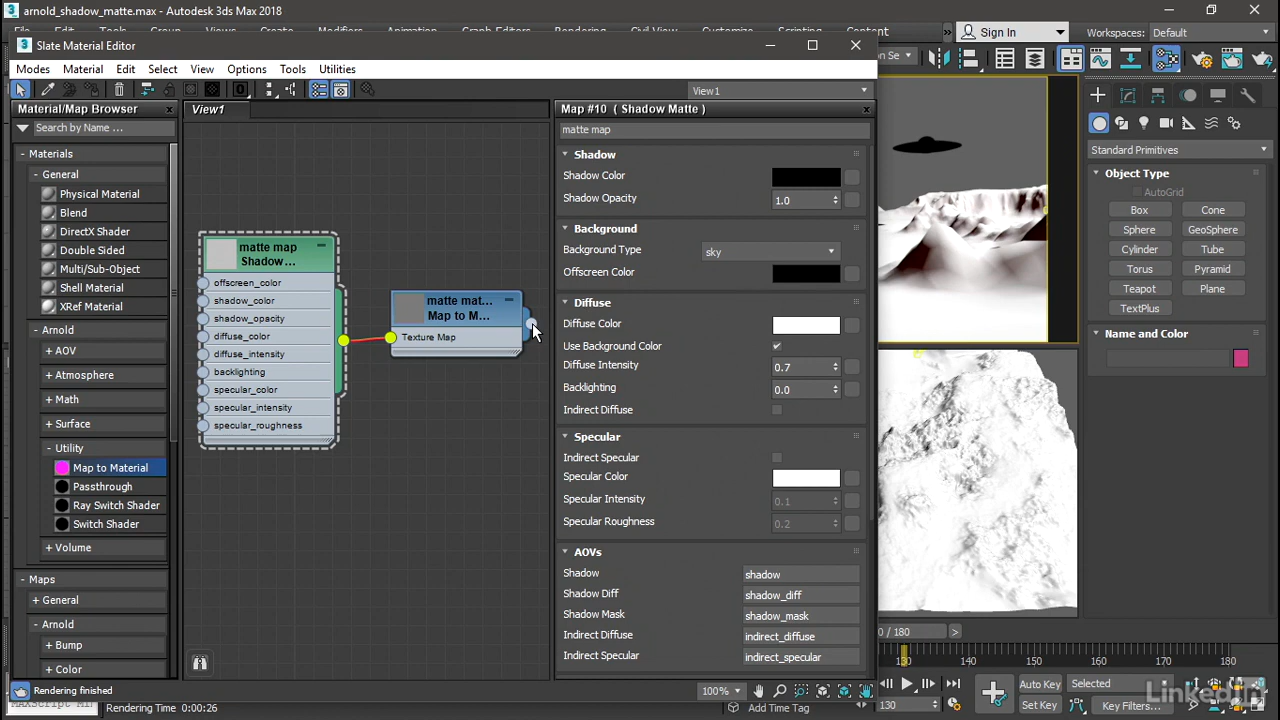 arnold_shadow_matte.max - Autodesk 3ds Max 2018
Sign In
Workspaces: Default
Slate Material Editor
Modes Material Edit Select View Options Tools Utilities
View1
Material/Map Browser
Search by Name ...
- Materials
- General
Physical Material
Blend
DirectX Shader
Double Sided
Multi/Sub-Object
Shell Material
XRef Material
- Arnold
+ AOV
+ Atmosphere
+ Math
+ Surface
- Utility
Map to Material
Passthrough
Ray Switch Shader
Switch Shader
+ Volume
- Maps
+ General
- Arnold
+ Bump
+ Color
View1
matte map
Shadow ...
offscreen_color
shadow_color
shadow_opacity
diffuse_color
diffuse_intensity
backlighting
specular_color
specular_intensity
specular_roughness
matte mat...
Map to M...
Texture Map
Map #10 ( Shadow Matte )
matte map
Shadow
Shadow Color
Shadow Opacity 1.0
Background
Background Type sky
Offscreen Color
Diffuse
Diffuse Color
Use Background Color
Diffuse Intensity 0.7
Backlighting 0.0
Indirect Diffuse
Specular
Indirect Specular
Specular Color
Specular Intensity 0.1
Specular Roughness 0.2
AOVs
Shadow shadow
Shadow Diff shadow_diff
Shadow Mask shadow_mask
Indirect Diffuse indirect_diffuse
Indirect Specular indirect_specular
Standard Primitives
Object Type
AutoGrid
Box Cone
Sphere GeoSphere
Cylinder Tube
Torus Pyramid
Teapot Plane
TextPlus
Name and Color
0 / 180
130 140 150 160 170 180
Rendering finished
100%
Rendering Time 0:00:26
Add Time Tag
130
Auto Key Selected
Set Key Key Filters...
LinkedIn